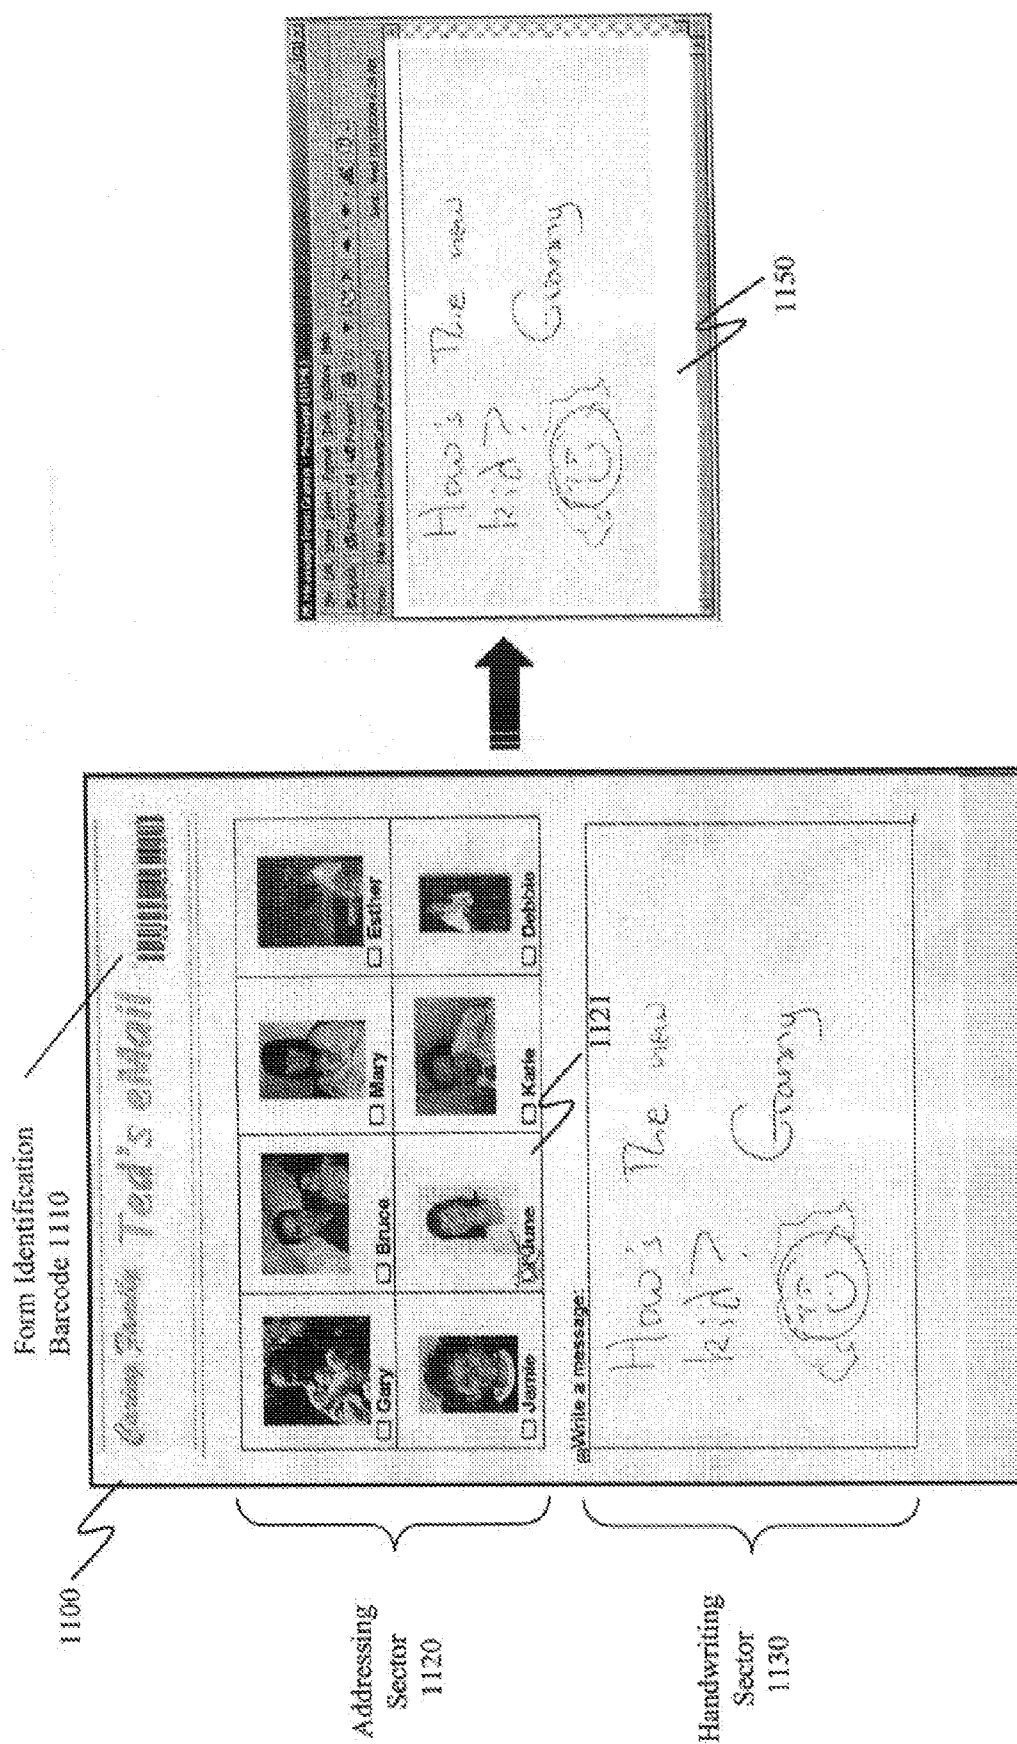 Form Identification
Barcode 1110
1100
Ted's eMail
Addressing
Sector
1120
Gary
Bruce
Mary
Esther
Jamie
June
Katie
Debbie
1121
Handwriting
Sector
1130
Write a message:
How's The new
kid?
Granny
How's The new
kid?
Granny
1150